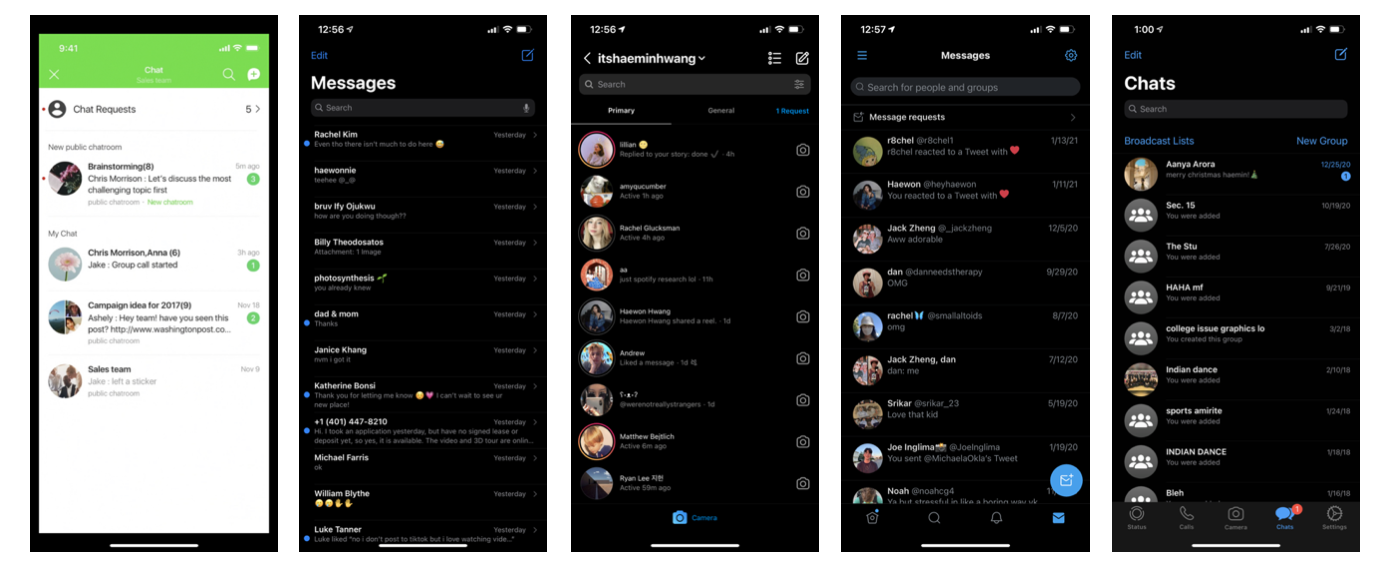 9:41
Chat
Sales team
Chat Requests
5
New public chatroom
Brainstorming(8)
5m ago
Chris Morrison : Let's discuss the most
3
challenging topic first
public chatroom · New chatroom
My Chat
Chris Morrison,Anna (6)
3h ago
Jake : Group call started
1
Campaign idea for 2017(9)
Nov 18
Ashely : Hey team! have you seen this
2
post? http://www.washingtonpost.co...
public chatroom
Sales team
Nov 9
Jake : left a sticker
public chatroom
12:56
Edit
Messages
Search
Rachel Kim
Yesterday
Even tho there isn't much to do here 😅
haewonnie
Yesterday
teehee @_@
bruv Ify Ojukwu
Yesterday
how are you doing though??
Billy Theodosatos
Yesterday
Attachment: 1 Image
photosynthesis 🌱
Yesterday
you already knew
dad & mom
Yesterday
Thanks
Janice Khang
Yesterday
nvm i got it
Katherine Bonsi
Yesterday
Thank you for letting me know 😊 💗 I can't wait to see ur
new place!
+1 (401) 447-8210
Yesterday
Hi. I took an application yesterday, but have no signed lease or
deposit yet, so yes, it is available. The video and 3D tour are onlin...
Michael Farris
Yesterday
ok
William Blythe
Yesterday
Luke Tanner
Yesterday
Luke liked "no i don't post to tiktok but i love watching vide..."
12:56
itshaeminhwang
Search
Primary
General
1 Request
lillian
Replied to your story: done ✓ · 4h
amyqucumber
Active 1h ago
Rachel Glucksman
Active 4h ago
aa
just spotify research lol · 11h
Haewon Hwang
Haewon Hwang shared a reel. · 1d
Andrew
Liked a message · 1d
@werenotreallystrangers · 1d
Matthew Bejtlich
Active 6m ago
Ryan Lee 지헌
Active 59m ago
Camera
12:57
Messages
Search for people and groups
Message requests
r8chel @r8chel1
1/13/21
r8chel reacted to a Tweet with ❤️
Haewon @heyhaewon
1/11/21
You reacted to a Tweet with ❤️
Jack Zheng @_jackzheng
12/5/20
Aww adorable
dan @danneedstherapy
9/29/20
OMG
rachel 🦋 @smallaltoids
8/7/20
omg
Jack Zheng, dan
7/12/20
dan: me
Srikar @srikar_23
5/19/20
Love that kid
Joe Inglima📸 @JoeInglima
1/19/20
You sent @MichaelaOkla's Tweet
Noah @noahcg4
Ya but stressful in like a boring way yk
1:00
Edit
Chats
Search
Broadcast Lists
New Group
Aanya Arora
12/25/20
merry christmas haemin! 🎄
1
Sec. 15
10/19/20
You were added
The Stu
7/26/20
You were added
HAHA mf
9/21/19
You were added
college issue graphics lo
3/2/18
You created this group
Indian dance
2/10/18
You were added
sports amirite
1/24/18
You were added
INDIAN DANCE
1/18/18
You were added
Bleh
1/16/18
1
Status
Calls
Camera
Chats
Settings